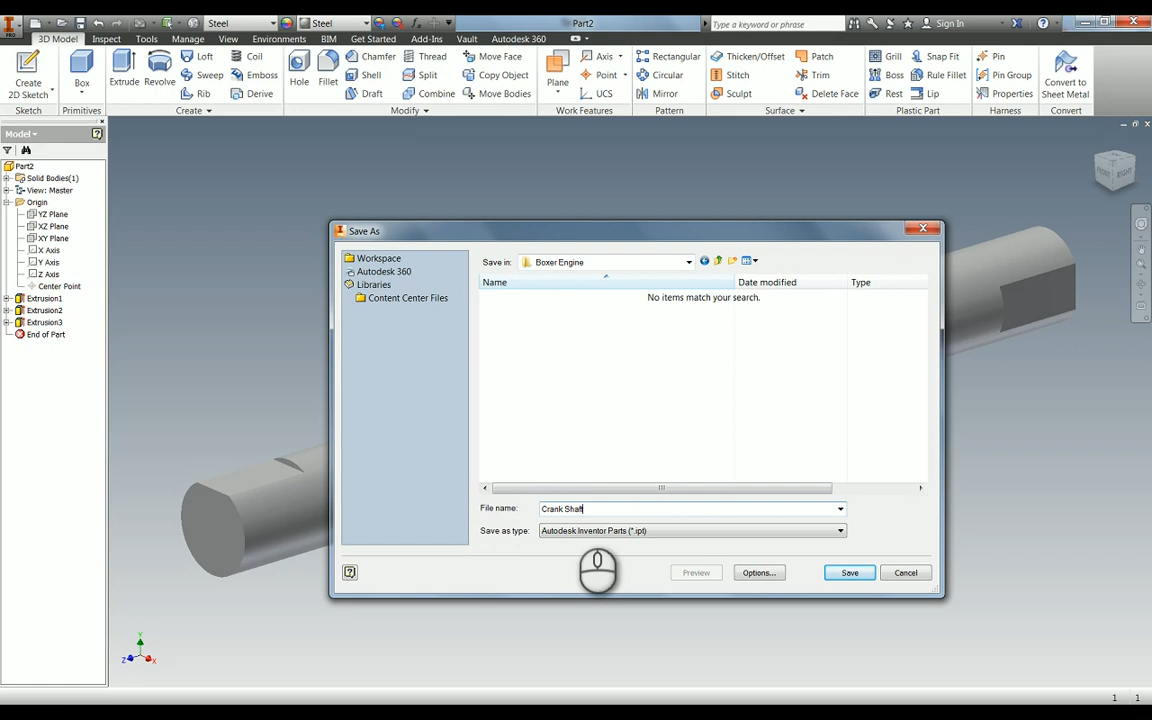 PRO Steel Steel Part2 Type a keyword or phrase Sign In
3D Model Inspect Tools Manage View Environments BIM Get Started Add-Ins Vault Autodesk 360
Create 2D Sketch Box Extrude Revolve Loft Coil Hole Fillet Chamfer Thread Move Face Plane Axis Rectangular Thicken/Offset Patch Grill Snap Fit Pin Convert to Sheet Metal
Sweep Emboss Shell Split Copy Object Point Circular Stitch Trim Boss Rule Fillet Pin Group
Rib Derive Draft Combine Move Bodies UCS Mirror Sculpt Delete Face Rest Lip Properties
Sketch Primitives Create Modify Work Features Pattern Surface Plastic Part Harness Convert
Model
Part2
Solid Bodies(1)
View: Master
Origin
YZ Plane
XZ Plane
XY Plane
X Axis
Y Axis
Z Axis
Center Point
Extrusion1
Extrusion2
Extrusion3
End of Part
FRONT RIGHT
Save As
Workspace
Autodesk 360
Libraries
Content Center Files
Save in: Boxer Engine
Name Date modified Type
No items match your search.
File name: Crank Shaft
Save as type: Autodesk Inventor Parts (*.ipt)
Preview Options... Save Cancel
Y
Z X
1 1